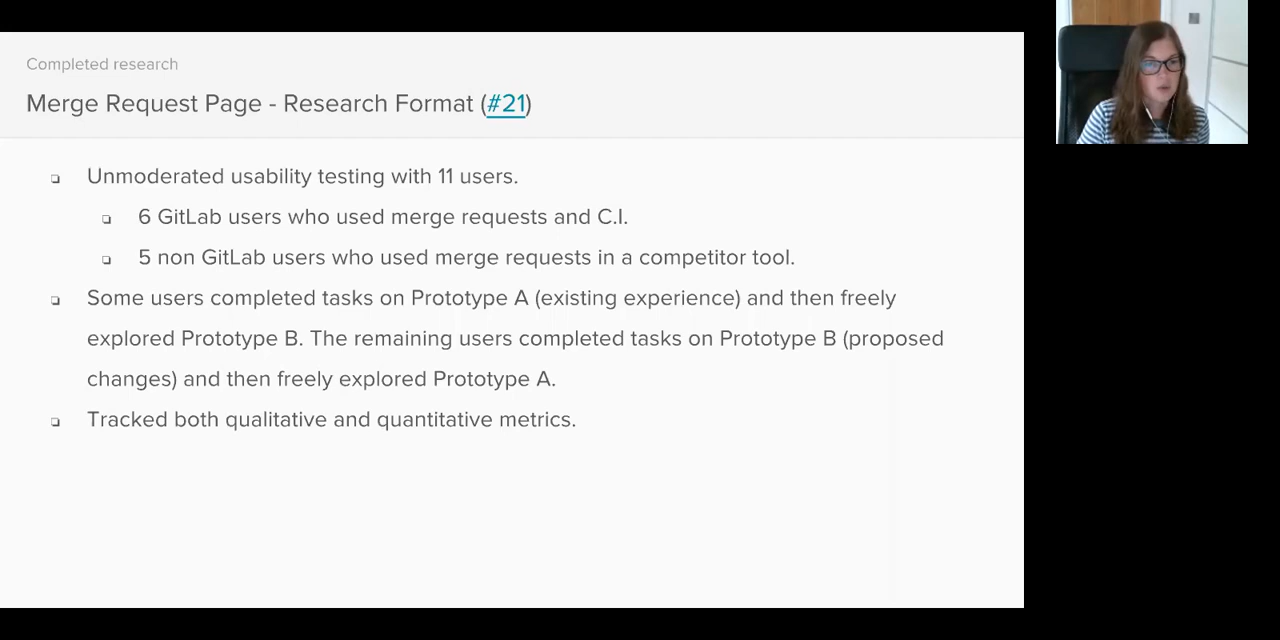 Completed research
Merge Request Page - Research Format (#21)
❏ Unmoderated usability testing with 11 users.
❏ 6 GitLab users who used merge requests and C.I.
❏ 5 non GitLab users who used merge requests in a competitor tool.
❏ Some users completed tasks on Prototype A (existing experience) and then freely
explored Prototype B. The remaining users completed tasks on Prototype B (proposed
changes) and then freely explored Prototype A.
❏ Tracked both qualitative and quantitative metrics.